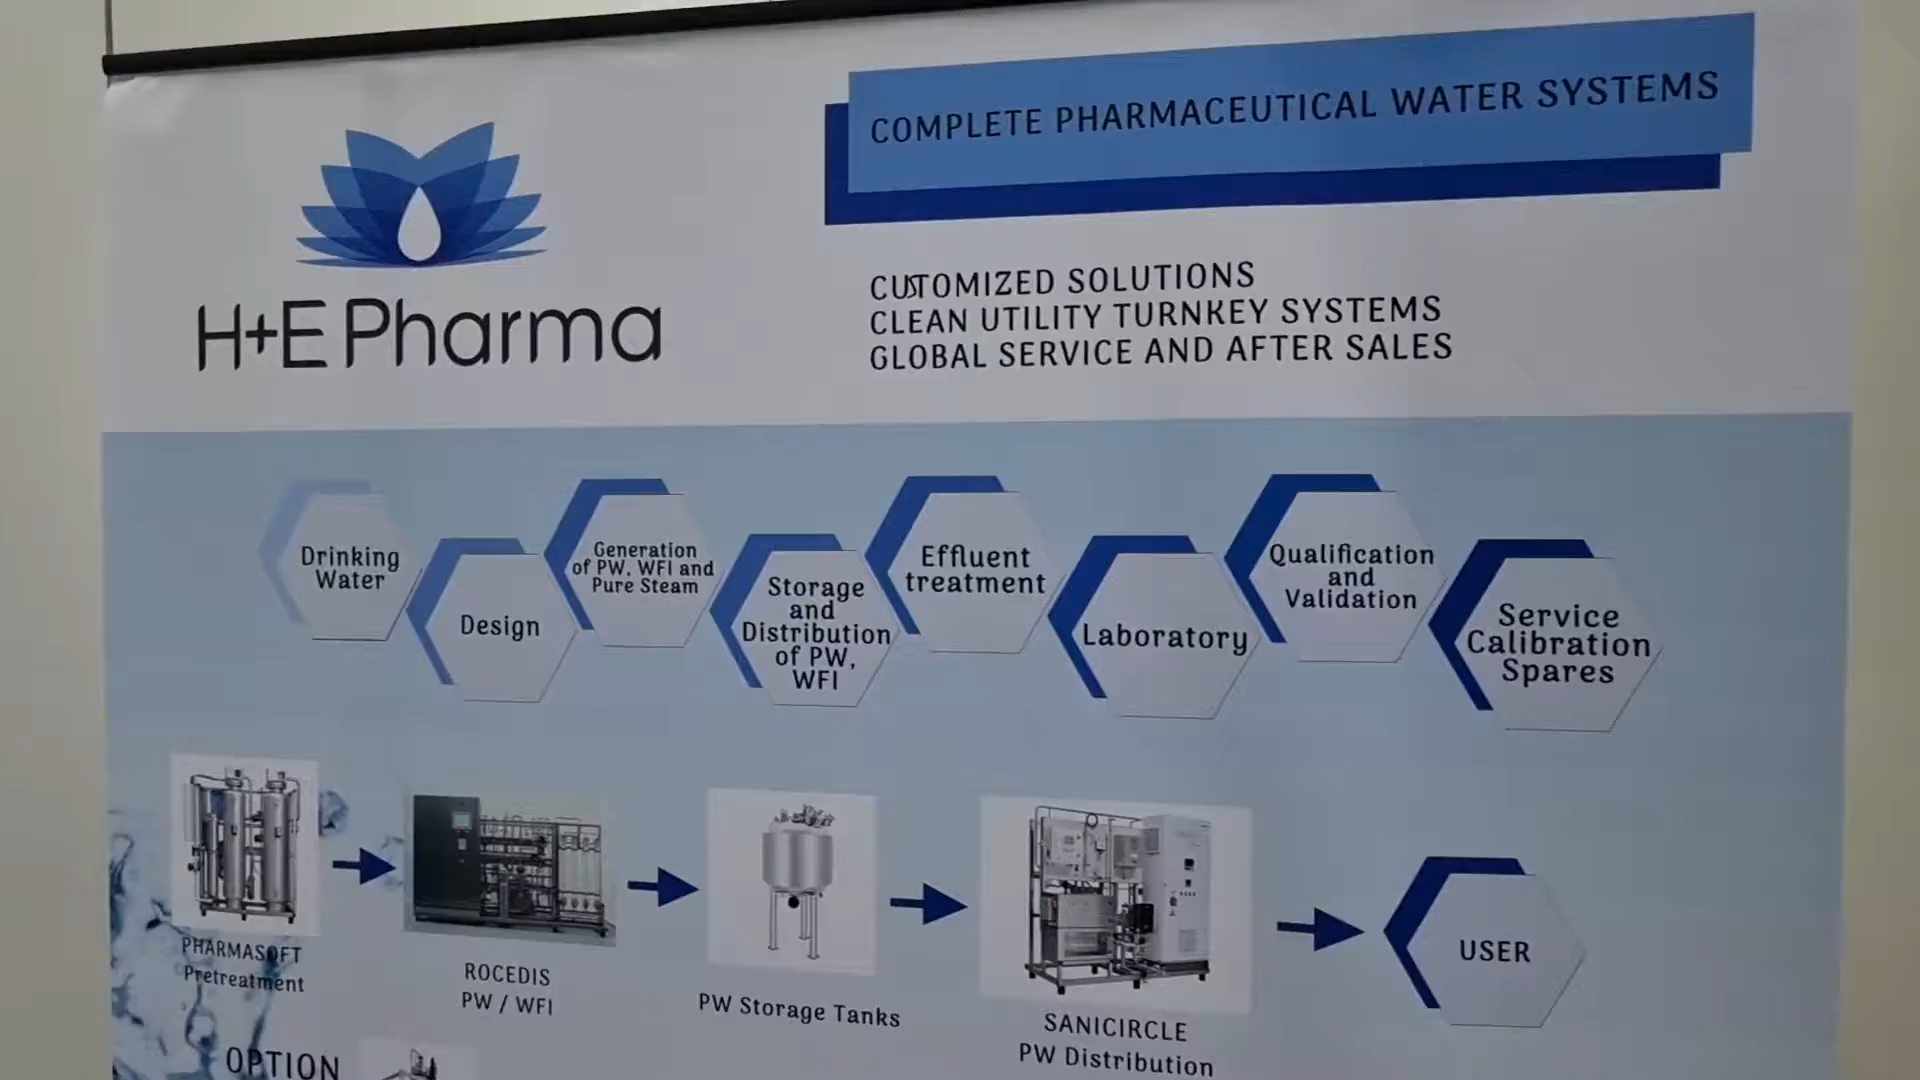 COMPLETE PHARMACEUTICAL WATER SYSTEMS
H+E Pharma
CUSTOMIZED SOLUTIONS
CLEAN UTILITY TURNKEY SYSTEMS
GLOBAL SERVICE AND AFTER SALES
Drinking
Water
Design
Generation
of PW, WFI and
Pure Steam
Storage
and
Distribution
of PW,
WFI
Effluent
treatment
Laboratory
Qualification
and
Validation
Service
Calibration
Spares
PHARMASOFT
Pretreatment
ROCEDIS
PW / WFI
PW Storage Tanks
SANICIRCLE
PW Distribution
USER
OPTION